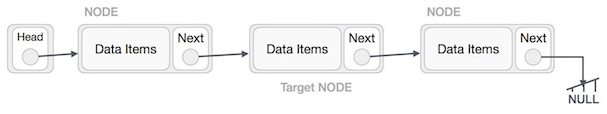 NODE
NODE
Head
Data Items
Next
Data Items
Next
Data Items
Next
Target NODE
NULL